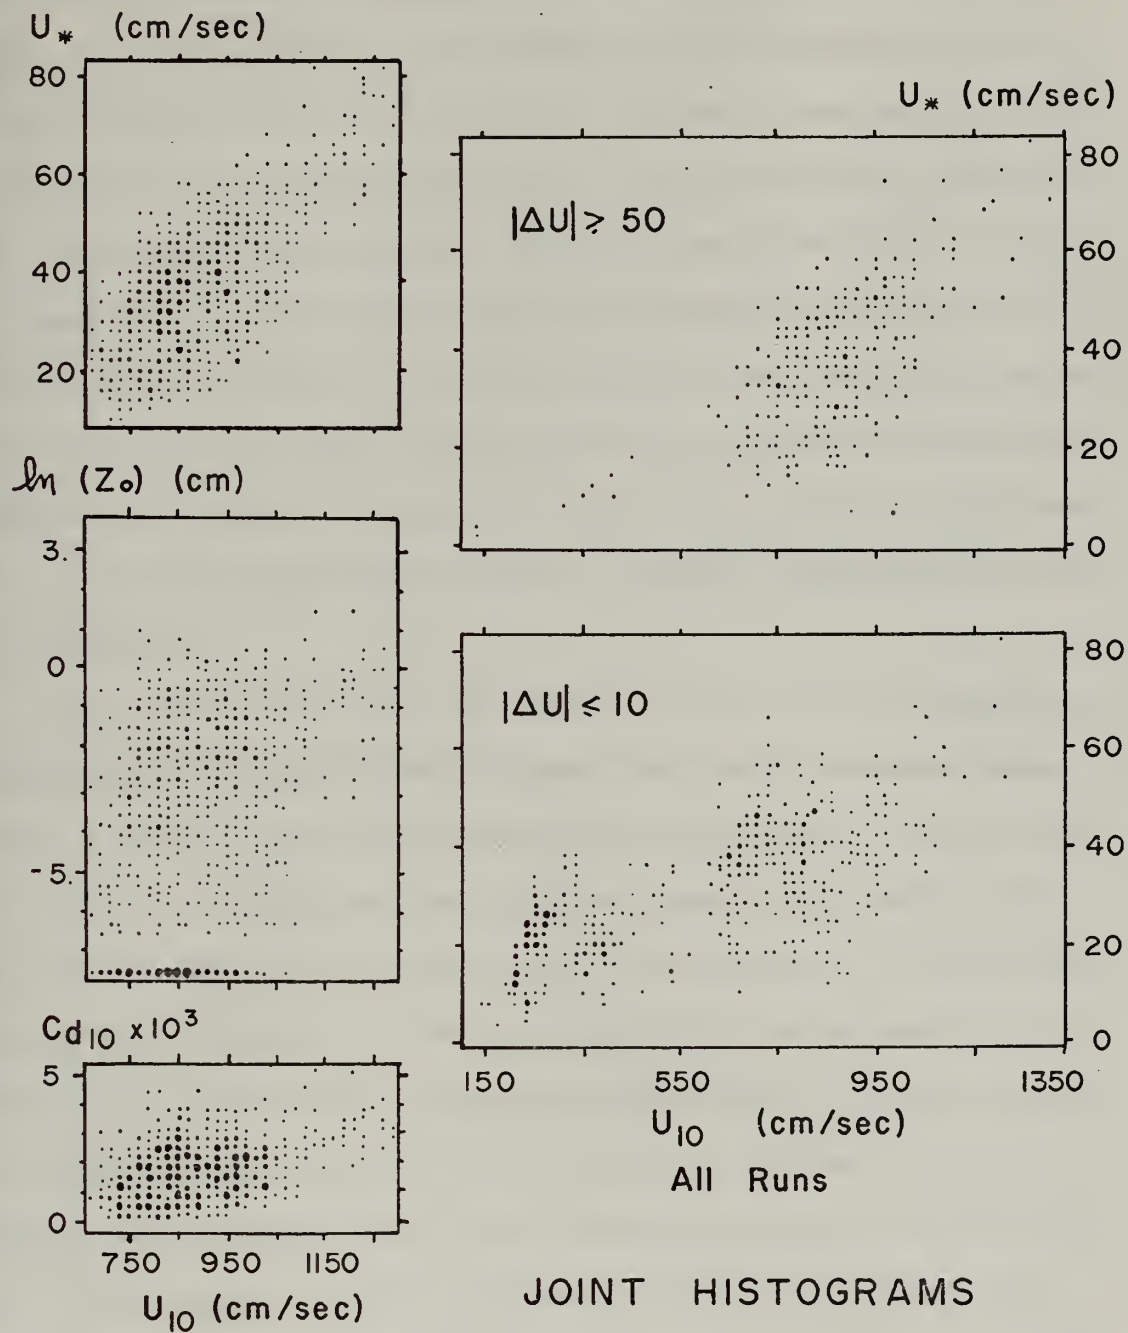 U* (cm/sec)
80
60
40
20
ln (Zo) (cm)
3.
0
-5.
Cd10 x10³
5
0
750 950 1150
U10 (cm/sec)
U* (cm/sec)
|ΔU| ≥ 50
80
60
40
20
0
|ΔU| ≤ 10
80
60
40
20
0
150 550 950 1350
U10 (cm/sec)
All Runs
JOINT HISTOGRAMS